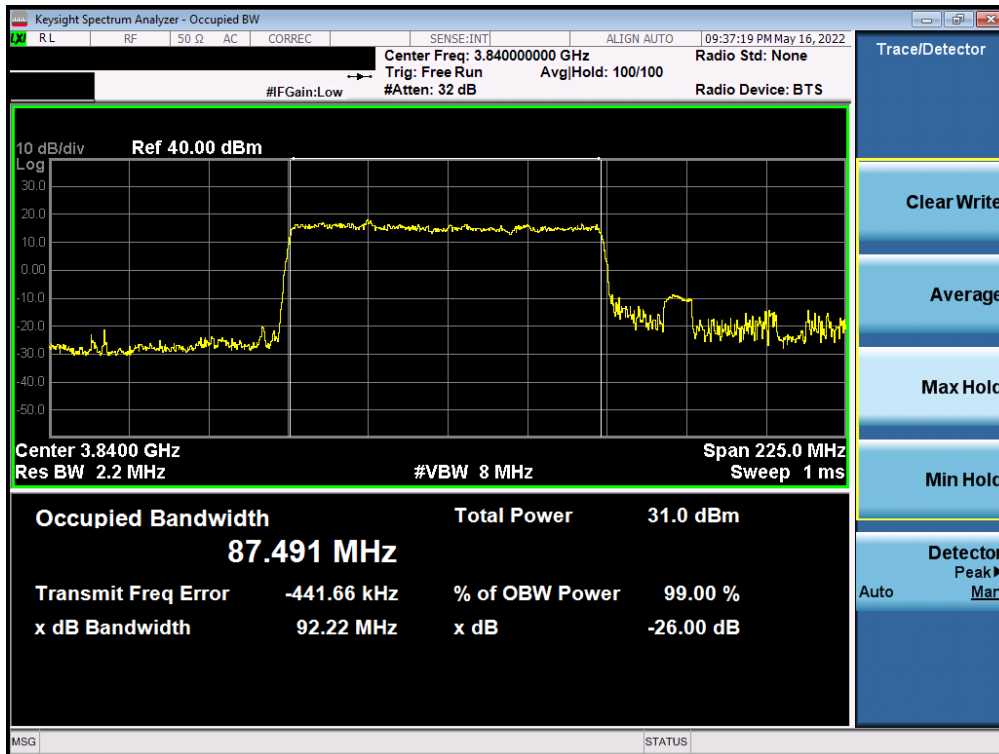 Keysight Spectrum Analyzer - Occupied BW
LXI RL RF 50 Ω AC CORREC SENSE:INT ALIGN AUTO 09:37:19 PM May 16, 2022
Center Freq: 3.840000000 GHz Radio Std: None
Trig: Free Run Avg|Hold: 100/100
#IFGain:Low #Atten: 32 dB Radio Device: BTS
Trace/Detector
10 dB/div Ref 40.00 dBm
Log
30.0
20.0
10.0
0.00
-10.0
-20.0
-30.0
-40.0
-50.0
Center 3.8400 GHz Span 225.0 MHz
Res BW 2.2 MHz #VBW 8 MHz Sweep 1 ms
Occupied Bandwidth Total Power 31.0 dBm
87.491 MHz
Transmit Freq Error -441.66 kHz % of OBW Power 99.00 %
x dB Bandwidth 92.22 MHz x dB -26.00 dB
Clear Write
Average
Max Hold
Min Hold
Detector
Peak
Auto Man
MSG STATUS